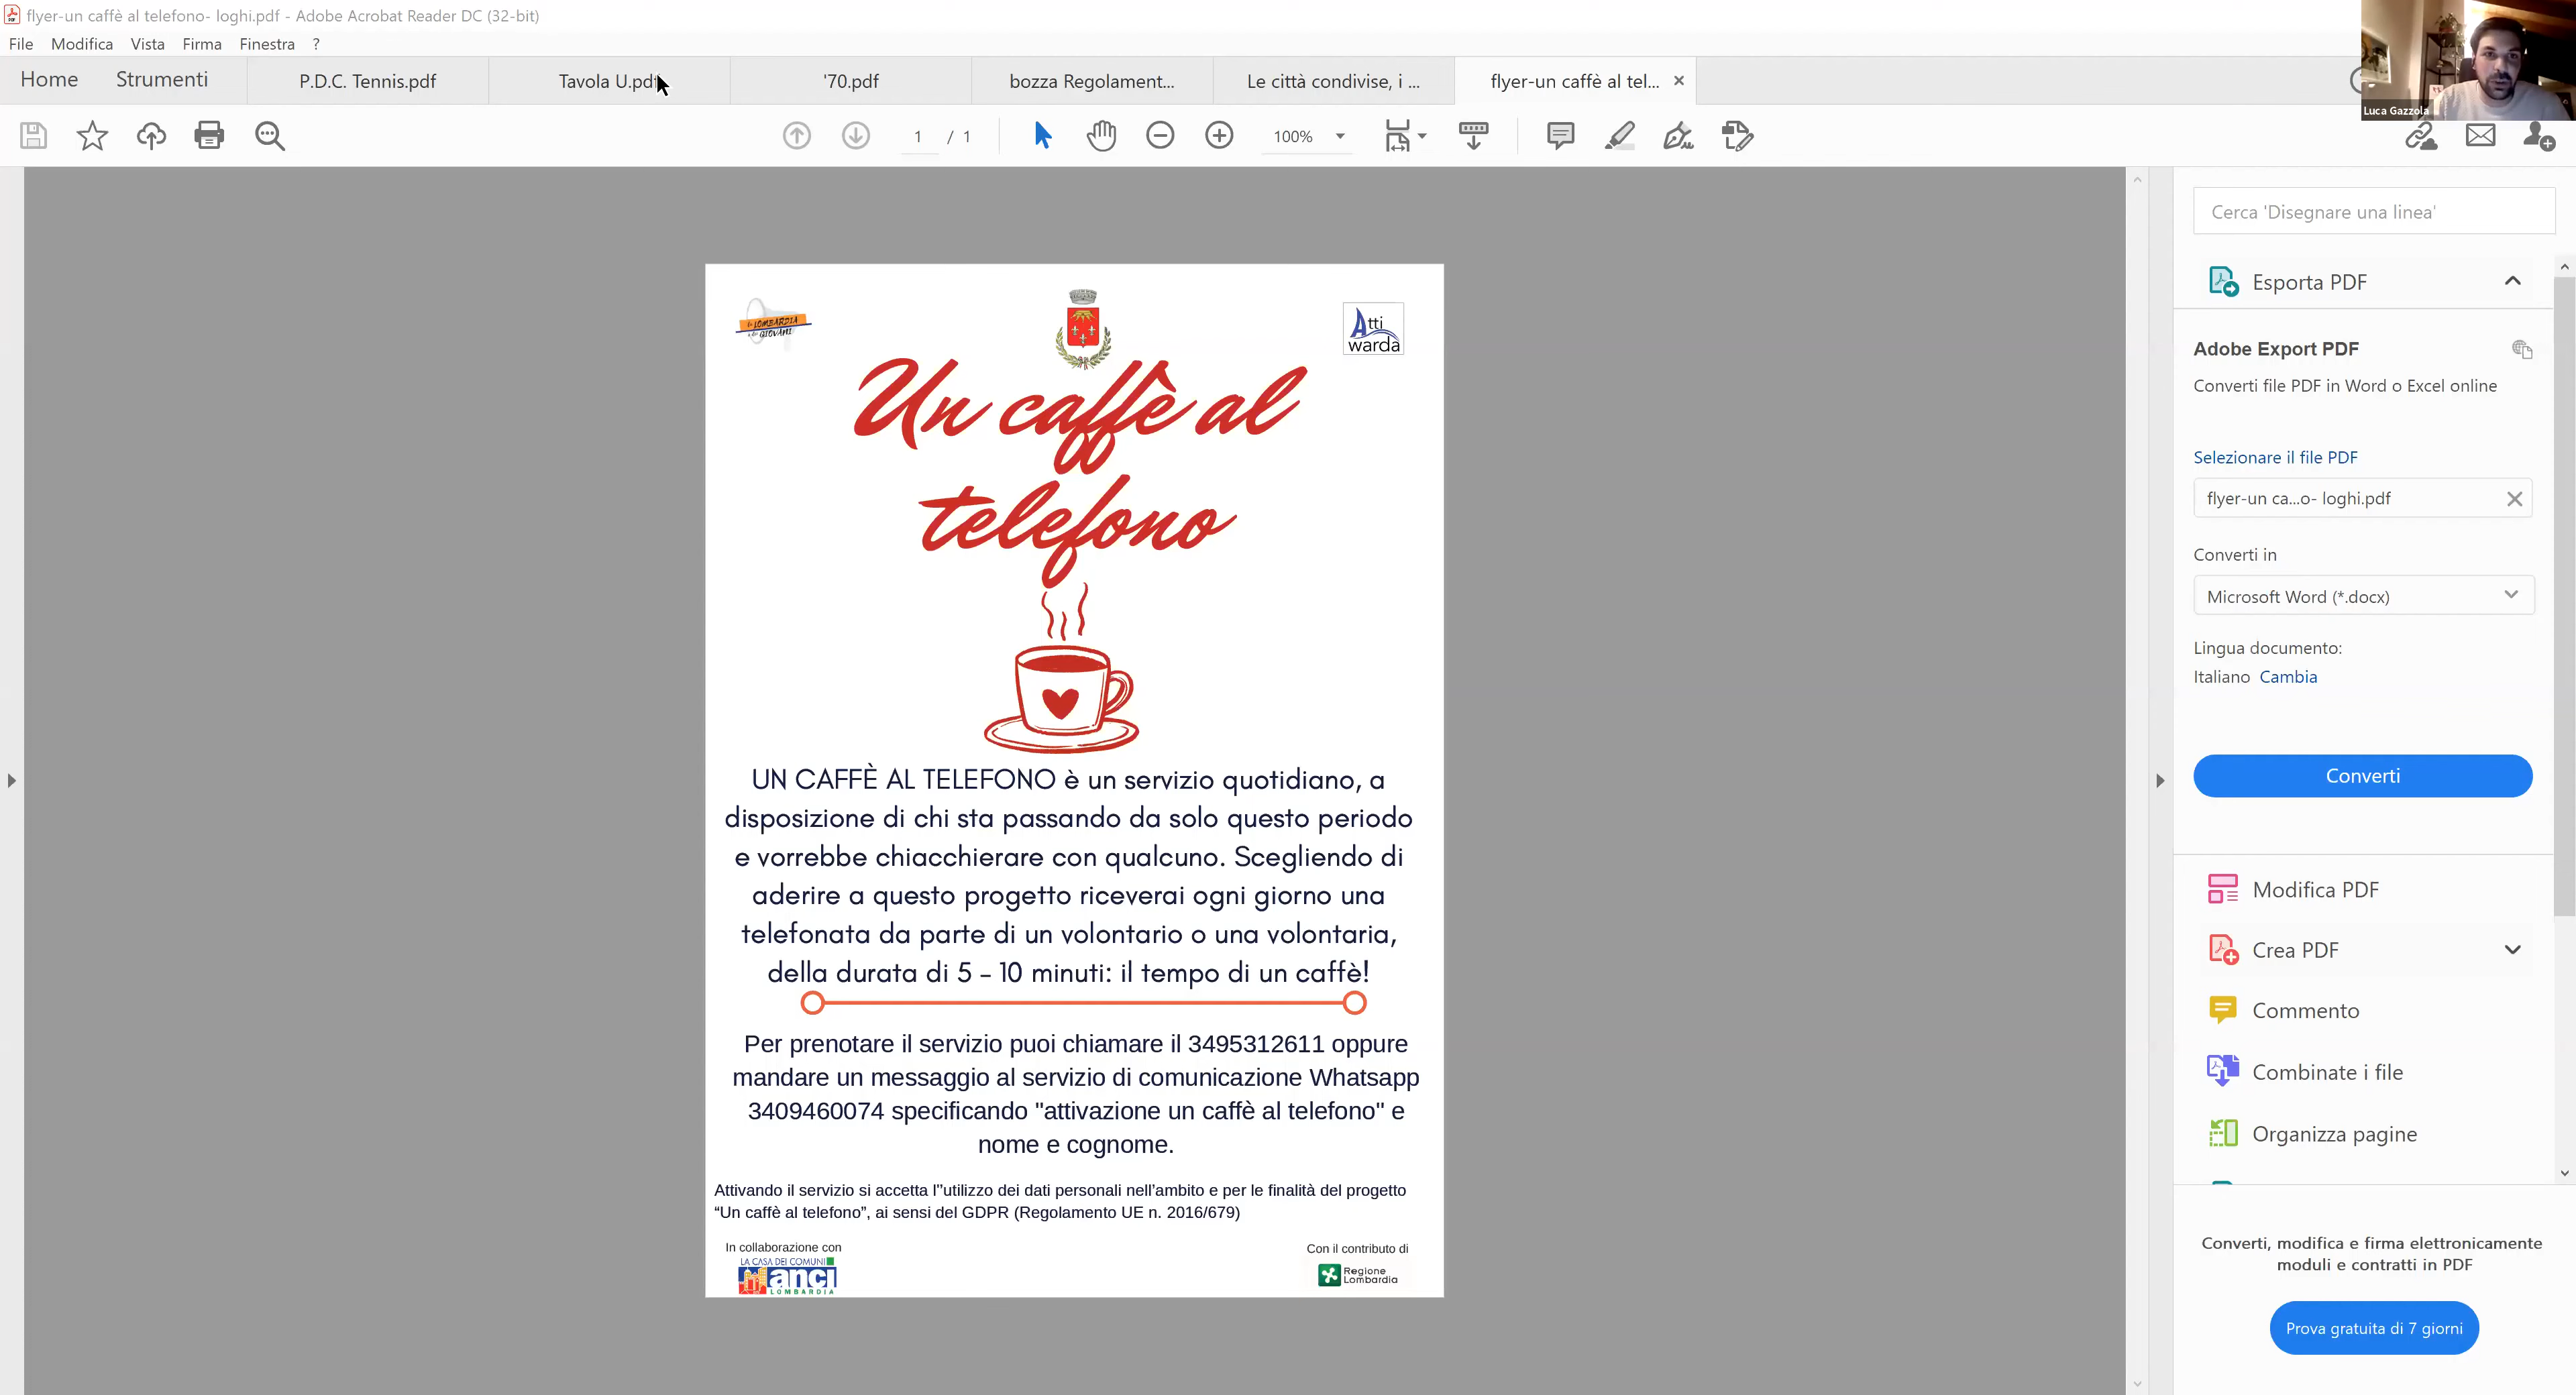 flyer-un caffè al telefono- loghi.pdf - Adobe Acrobat Reader DC (32-bit)
File Modifica Vista Firma Finestra ?
Home Strumenti P.D.C. Tennis.pdf Tavola U.pdf '70.pdf bozza Regolament... Le città condivise, i ... flyer-un caffè al tel...
Luca Gazzola
1 / 1 100%
Cerca 'Disegnare una linea'
Esporta PDF
Adobe Export PDF
Converti file PDF in Word o Excel online
Selezionare il file PDF
flyer-un ca...o- loghi.pdf
Converti in
Microsoft Word (*.docx)
Lingua documento:
Italiano Cambia
Converti
Modifica PDF
Crea PDF
Commento
Combinate i file
Organizza pagine
Converti, modifica e firma elettronicamente
moduli e contratti in PDF
Prova gratuita di 7 giorni
la LOMBARDIA
è dei GIOVANI
Atti
warda
Un caffè al
telefono
UN CAFFÈ AL TELEFONO è un servizio quotidiano, a
disposizione di chi sta passando da solo questo periodo
e vorrebbe chiacchierare con qualcuno. Scegliendo di
aderire a questo progetto riceverai ogni giorno una
telefonata da parte di un volontario o una volontaria,
della durata di 5 – 10 minuti: il tempo di un caffè!
Per prenotare il servizio puoi chiamare il 3495312611 oppure
mandare un messaggio al servizio di comunicazione Whatsapp
3409460074 specificando "attivazione un caffè al telefono" e
nome e cognome.
Attivando il servizio si accetta l'’utilizzo dei dati personali nell’ambito e per le finalità del progetto
“Un caffè al telefono”, ai sensi del GDPR (Regolamento UE n. 2016/679)
In collaborazione con
LA CASA DEI COMUNI
anci
LOMBARDIA
Con il contributo di
Regione
Lombardia